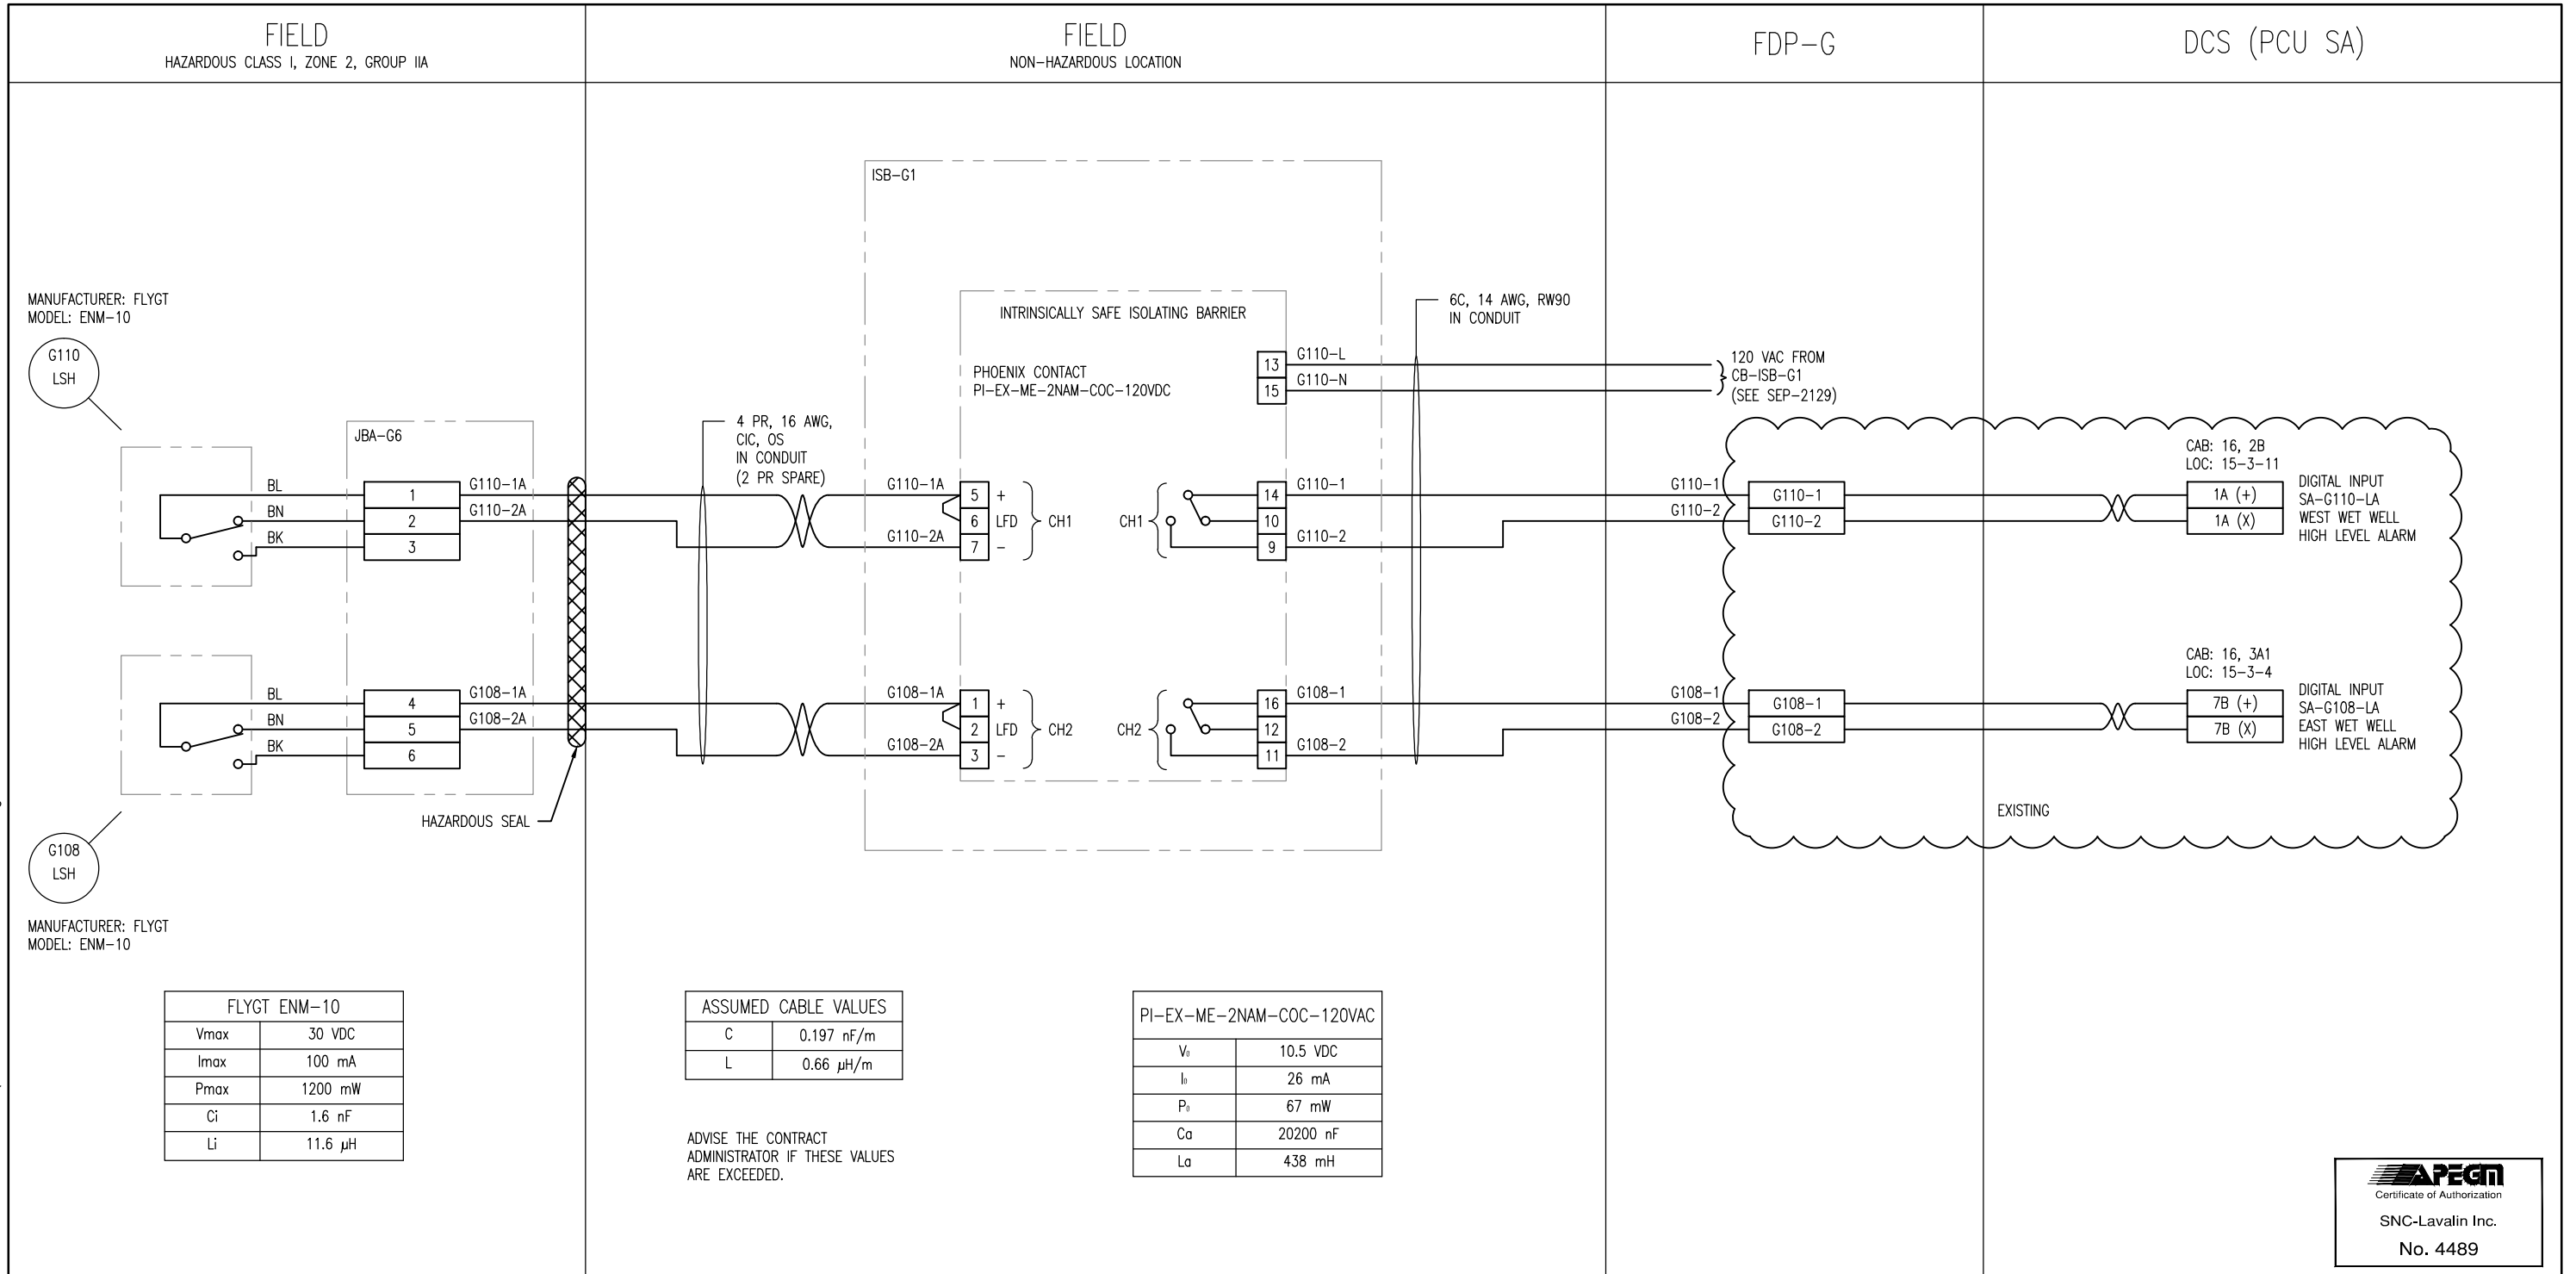 FIELD
HAZARDOUS CLASS I, ZONE 2, GROUP IIA
FIELD
NON-HAZARDOUS LOCATION
FDP-G
DCS (PCU SA)
MANUFACTURER: FLYGT
MODEL: ENM-10
G110
LSH
JBA-G6
BL
BN
BK
1
2
3
G110-1A
G110-2A
BL
BN
BK
4
5
6
G108-1A
G108-2A
HAZARDOUS SEAL
G108
LSH
MANUFACTURER: FLYGT
MODEL: ENM-10
4 PR, 16 AWG,
CIC, OS
IN CONDUIT
(2 PR SPARE)
ISB-G1
INTRINSICALLY SAFE ISOLATING BARRIER
PHOENIX CONTACT
PI-EX-ME-2NAM-COC-120VDC
13
15
G110-L
G110-N
6C, 14 AWG, RW90
IN CONDUIT
120 VAC FROM
CB-ISB-G1
(SEE SEP-2129)
G110-1A
G110-2A
5 +
6 LFD
7 -
CH1
CH1
14
10
9
G110-1
G110-2
G110-1
G110-2
G110-1
G110-2
CAB: 16, 2B
LOC: 15-3-11
1A (+)
1A (X)
DIGITAL INPUT
SA-G110-LA
WEST WET WELL
HIGH LEVEL ALARM
G108-1A
G108-2A
1 +
2 LFD
3 -
CH2
CH2
16
12
11
G108-1
G108-2
G108-1
G108-2
G108-1
G108-2
CAB: 16, 3A1
LOC: 15-3-4
7B (+)
7B (X)
DIGITAL INPUT
SA-G108-LA
EAST WET WELL
HIGH LEVEL ALARM
EXISTING
FLYGT ENM-10
Vmax 30 VDC
Imax 100 mA
Pmax 1200 mW
Ci 1.6 nF
Li 11.6 µH
ASSUMED CABLE VALUES
C 0.197 nF/m
L 0.66 µH/m
ADVISE THE CONTRACT
ADMINISTRATOR IF THESE VALUES
ARE EXCEEDED.
PI-EX-ME-2NAM-COC-120VAC
V₀ 10.5 VDC
I₀ 26 mA
P₀ 67 mW
Ca 20200 nF
La 438 mH
APEGM
Certificate of Authorization
SNC-Lavalin Inc.
No. 4489